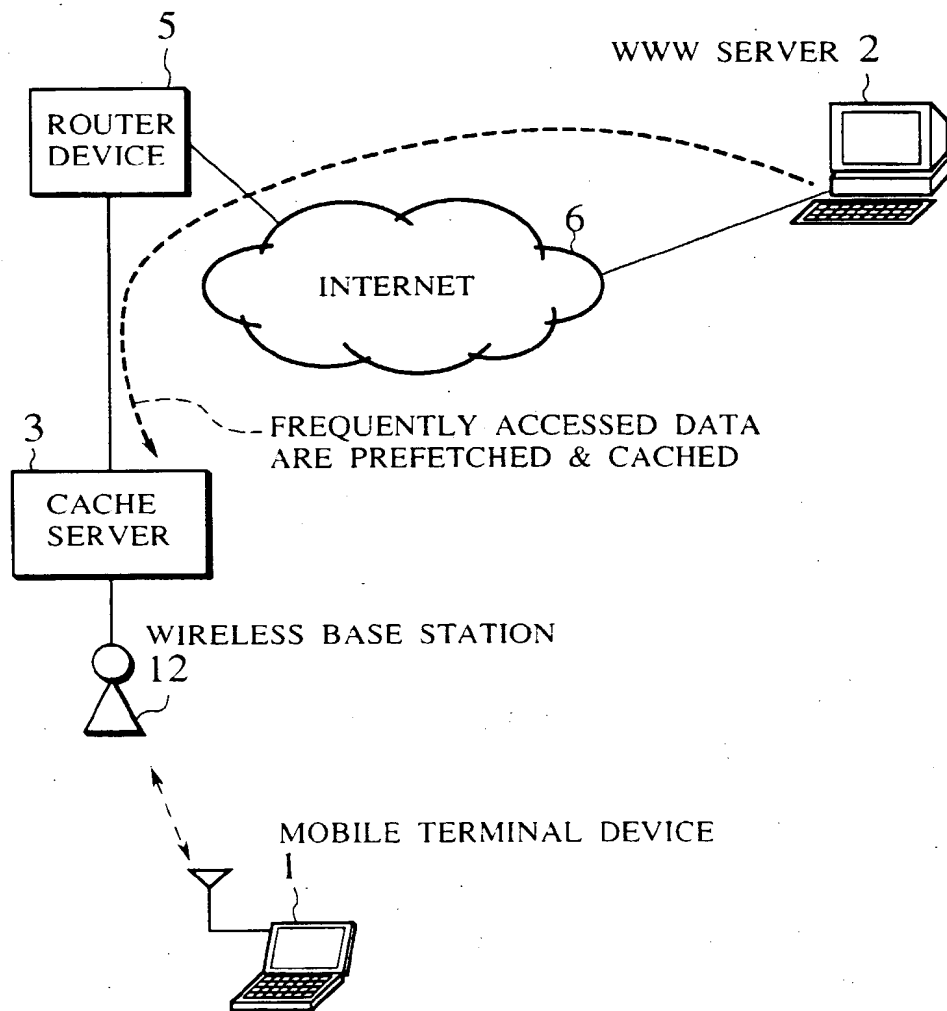 5
WWW SERVER 2
ROUTER
DEVICE
6
INTERNET
FREQUENTLY ACCESSED DATA
ARE PREFETCHED & CACHED
3
CACHE
SERVER
WIRELESS BASE STATION
12
MOBILE TERMINAL DEVICE
1